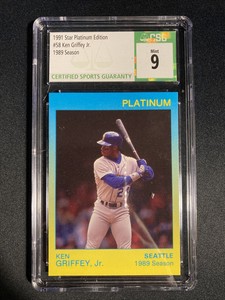 1991 Star Platinum Edition
#58 Ken Griffey Jr.
1989 Season
CSG
Mint
9
CERTIFIED SPORTS GUARANTY
PLATINUM
KEN
GRIFFEY, Jr.
SEATTLE
1989 Season